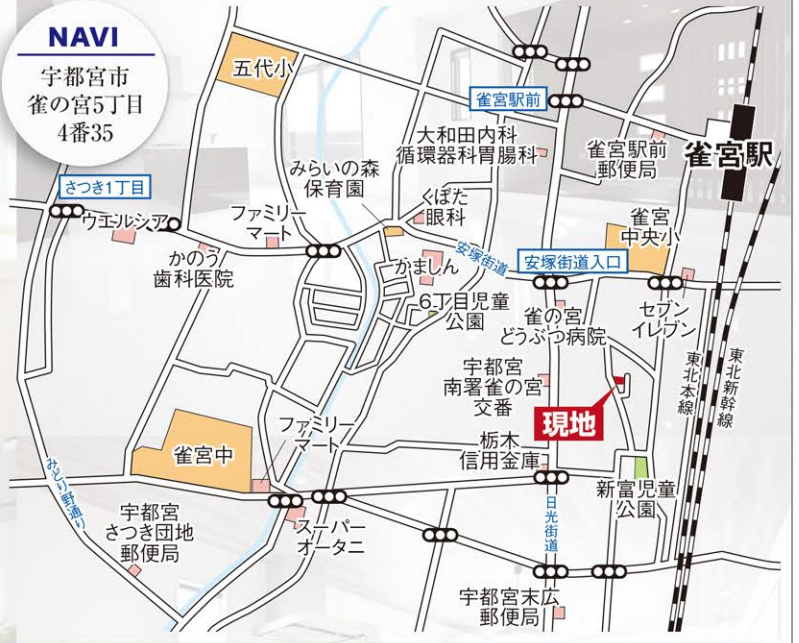 NAVI
宇都宮市
雀の宮5丁目
4番35
五代小
雀宮駅前
大和田内科
循環器科胃腸科
雀宮駅前
郵便局
雀宮駅
みらいの森
保育園
さつき1丁目
ウエルシア
ファミリー
マート
くぼた
眼科
雀宮
中央小
かのう
歯科医院
かましん
安塚街道
安塚街道入口
6丁目児童
公園
雀の宮
どうぶつ病院
セブン
イレブン
宇都宮
南署雀の宮
交番
東北本線
東北新幹線
現地
ファミリー
マート
雀宮中
栃木
信用金庫
新富児童
公園
みどり野通り
宇都宮
さつき団地
郵便局
スーパー
オータニ
日光街道
宇都宮末広
郵便局